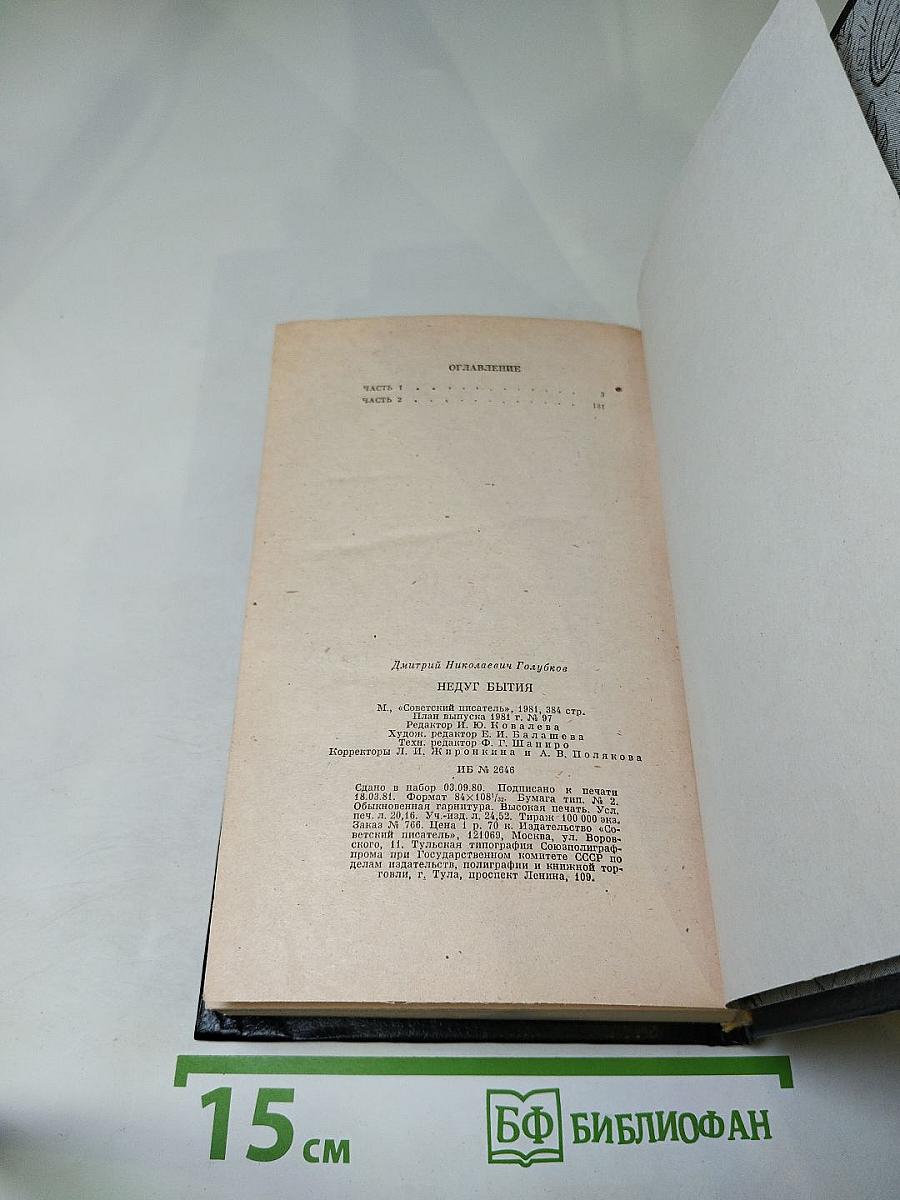 ОГЛАВЛЕНИЕ
ЧАСТЬ 1 . . . . . . . . . . . . 3
ЧАСТЬ 2 . . . . . . . . . . . . 181
Дмитрий Николаевич Голубков
НЕДУГ БЫТИЯ
М., «Советский писатель», 1981, 384 стр.
План выпуска 1981 г. № 97
Редактор И. Ю. Ковалева
Худож. редактор Е. И. Балашева
Техн. редактор Ф. Г. Шапиро
Корректоры Л. И. Жиронкина и А. В. Полякова
ИБ № 2646
Сдано в набор 03.09.80. Подписано к печати
18.03.81. Формат 84×108¹/₃₂. Бумага тип. № 2.
Обыкновенная гарнитура. Высокая печать. Усл.
печ. л. 20,16. Уч.-изд. л. 24,52. Тираж 100 000 экз.
Заказ № 766. Цена 1 р. 70 к. Издательство «Со-
ветский писатель», 121069, Москва, ул. Воров-
ского, 11. Тульская типография Союзполиграф-
прома при Государственном комитете СССР по
делам издательств, полиграфии и книжной тор-
говли, г. Тула, проспект Ленина, 109.
15 см
БФ БИБЛИОФАН